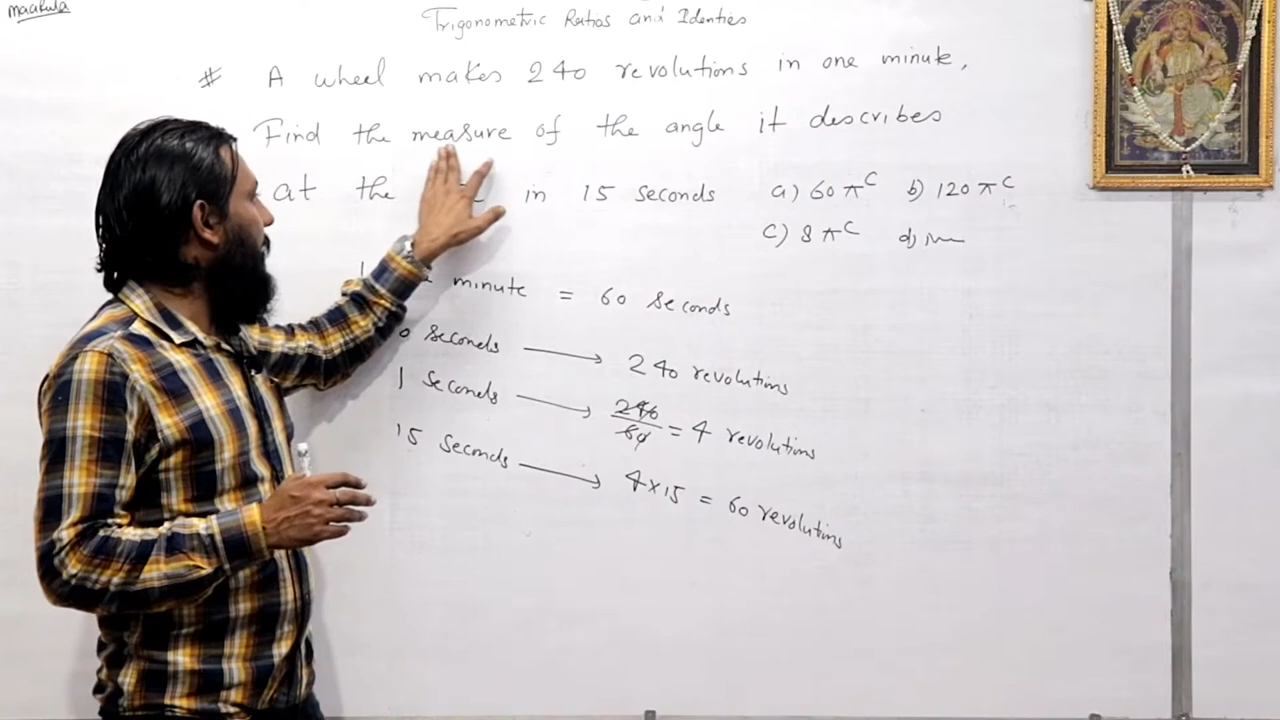 maarula
Trigonometric Ratios and Identies
# A wheel makes 240 revolutions in one minute,
Find the measure of the angle it describes
at the in 15 seconds a) 60π^c b) 120π^c
c) 8π^c d)
minute = 60 seconds
0 seconds → 240 revolutions
1 seconds → 240/60 = 4 revolutions
15 seconds → 4×15 = 60 revolutions